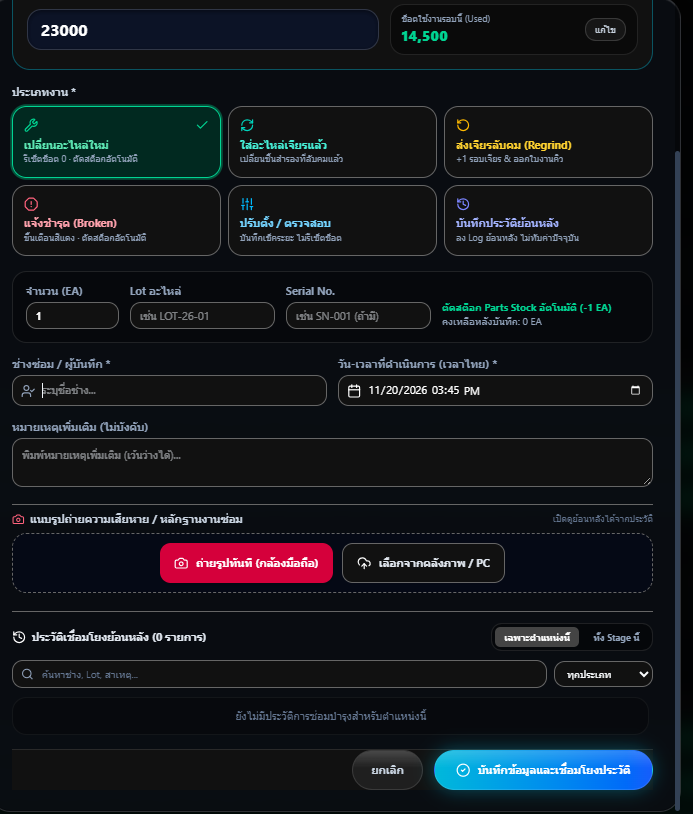 23000
ช็อตใช้งานรอบนี้ (Used)
14,500
แก้ไข
ประเภทงาน *
เปลี่ยนอะไหล่ใหม่
รีเซ็ตช็อต 0 · ตัดสต็อกอัตโนมัติ
ใส่อะไหล่เจียรแล้ว
เปลี่ยนชิ้นสำรองที่ลับคมแล้ว
ส่งเจียรลับคม (Regrind)
+1 รอบเจียร & ออกใบงานคิว
แจ้งชำรุด (Broken)
ขึ้นเตือนสีแดง · ตัดสต็อกอัตโนมัติ
ปรับตั้ง / ตรวจสอบ
บันทึกเช็คระยะ ไม่รีเซ็ตช็อต
บันทึกประวัติย้อนหลัง
ลง Log ย้อนหลัง ไม่ทับค่าปัจจุบัน
จำนวน (EA)
Lot อะไหล่
Serial No.
1
เช่น LOT-26-01
เช่น SN-001 (ถ้ามี)
ตัดสต็อก Parts Stock อัตโนมัติ (-1 EA)
คงเหลือหลังบันทึก: 0 EA
ช่างซ่อม / ผู้บันทึก *
วัน-เวลาที่ดำเนินการ (เวลาไทย) *
ระบุชื่อช่าง...
11/20/2026 03:45 PM
หมายเหตุเพิ่มเติม (ไม่บังคับ)
พิมพ์หมายเหตุเพิ่มเติม (เว้นว่างได้)...
แนบรูปถ่ายความเสียหาย / หลักฐานงานซ่อม
เปิดดูย้อนหลังได้จากประวัติ
ถ่ายรูปทันที (กล้องมือถือ)
เลือกจากคลังภาพ / PC
ประวัติเชื่อมโยงย้อนหลัง (0 รายการ)
เฉพาะตำแหน่งนี้
ทั้ง Stage นี้
ค้นหาช่าง, Lot, สาเหตุ...
ทุกประเภท
ยังไม่มีประวัติการซ่อมบำรุงสำหรับตำแหน่งนี้
ยกเลิก
บันทึกข้อมูลและเชื่อมโยงประวัติ